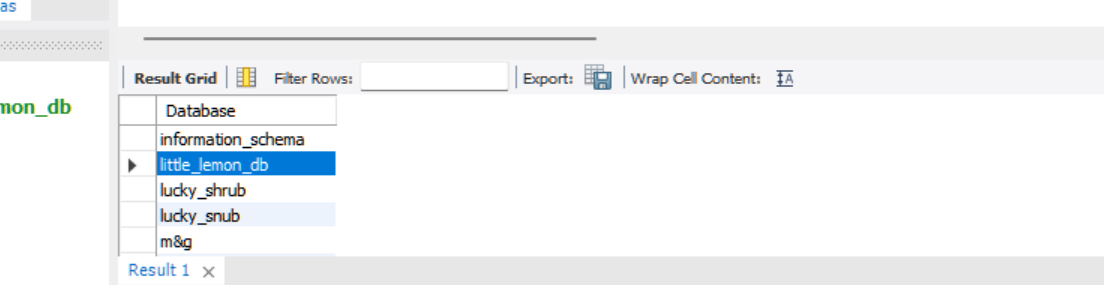 as
Result Grid Filter Rows: Export: Wrap Cell Content:
mon_db
Database
information_schema
little_lemon_db
lucky_shrub
lucky_snub
m&g
Result 1